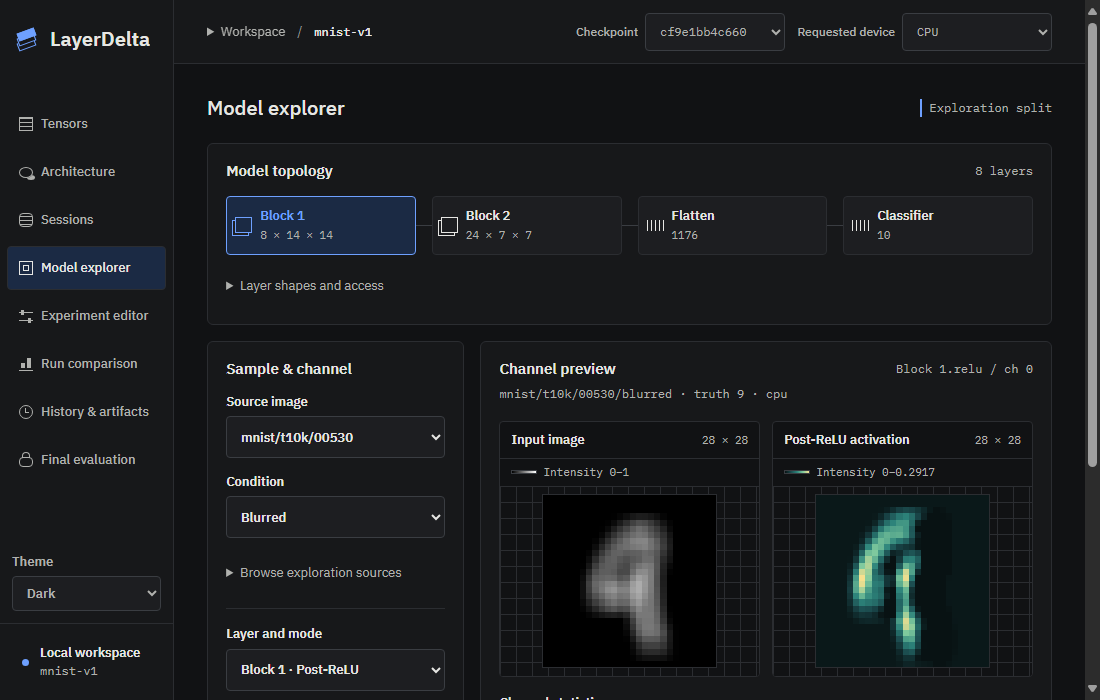 LayerDelta
Workspace / mnist-v1
Checkpoint cf9e1bb4c660 Requested device CPU
Tensors
Architecture
Sessions
Model explorer
Experiment editor
Run comparison
History & artifacts
Final evaluation
Theme
Dark
Local workspace
mnist-v1
Model explorer
Exploration split
Model topology
8 layers
Block 1
8 × 14 × 14
Block 2
24 × 7 × 7
Flatten
1176
Classifier
10
Layer shapes and access
Sample & channel
Source image
mnist/t10k/00530
Condition
Blurred
Browse exploration sources
Layer and mode
Block 1 · Post-ReLU
Channel preview
Block 1.relu / ch 0
mnist/t10k/00530/blurred · truth 9 · cpu
Input image 28 × 28
Intensity 0–1
Post-ReLU activation 28 × 28
Intensity 0–0.2917